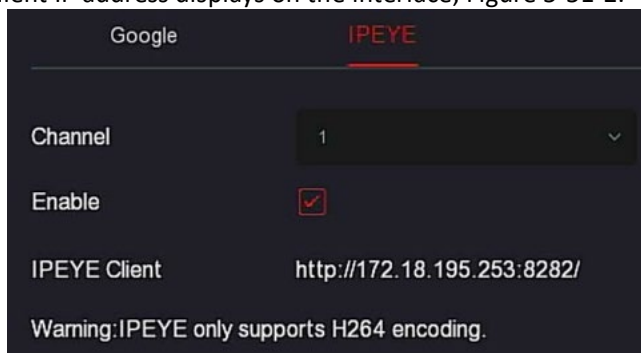 ent IP address displays on the interface, Figure 5-51-2.
Google IPEYE
Channel 1
Enable
IPEYE Client http://172.18.195.253:8282/
Warning:IPEYE only supports H264 encoding.